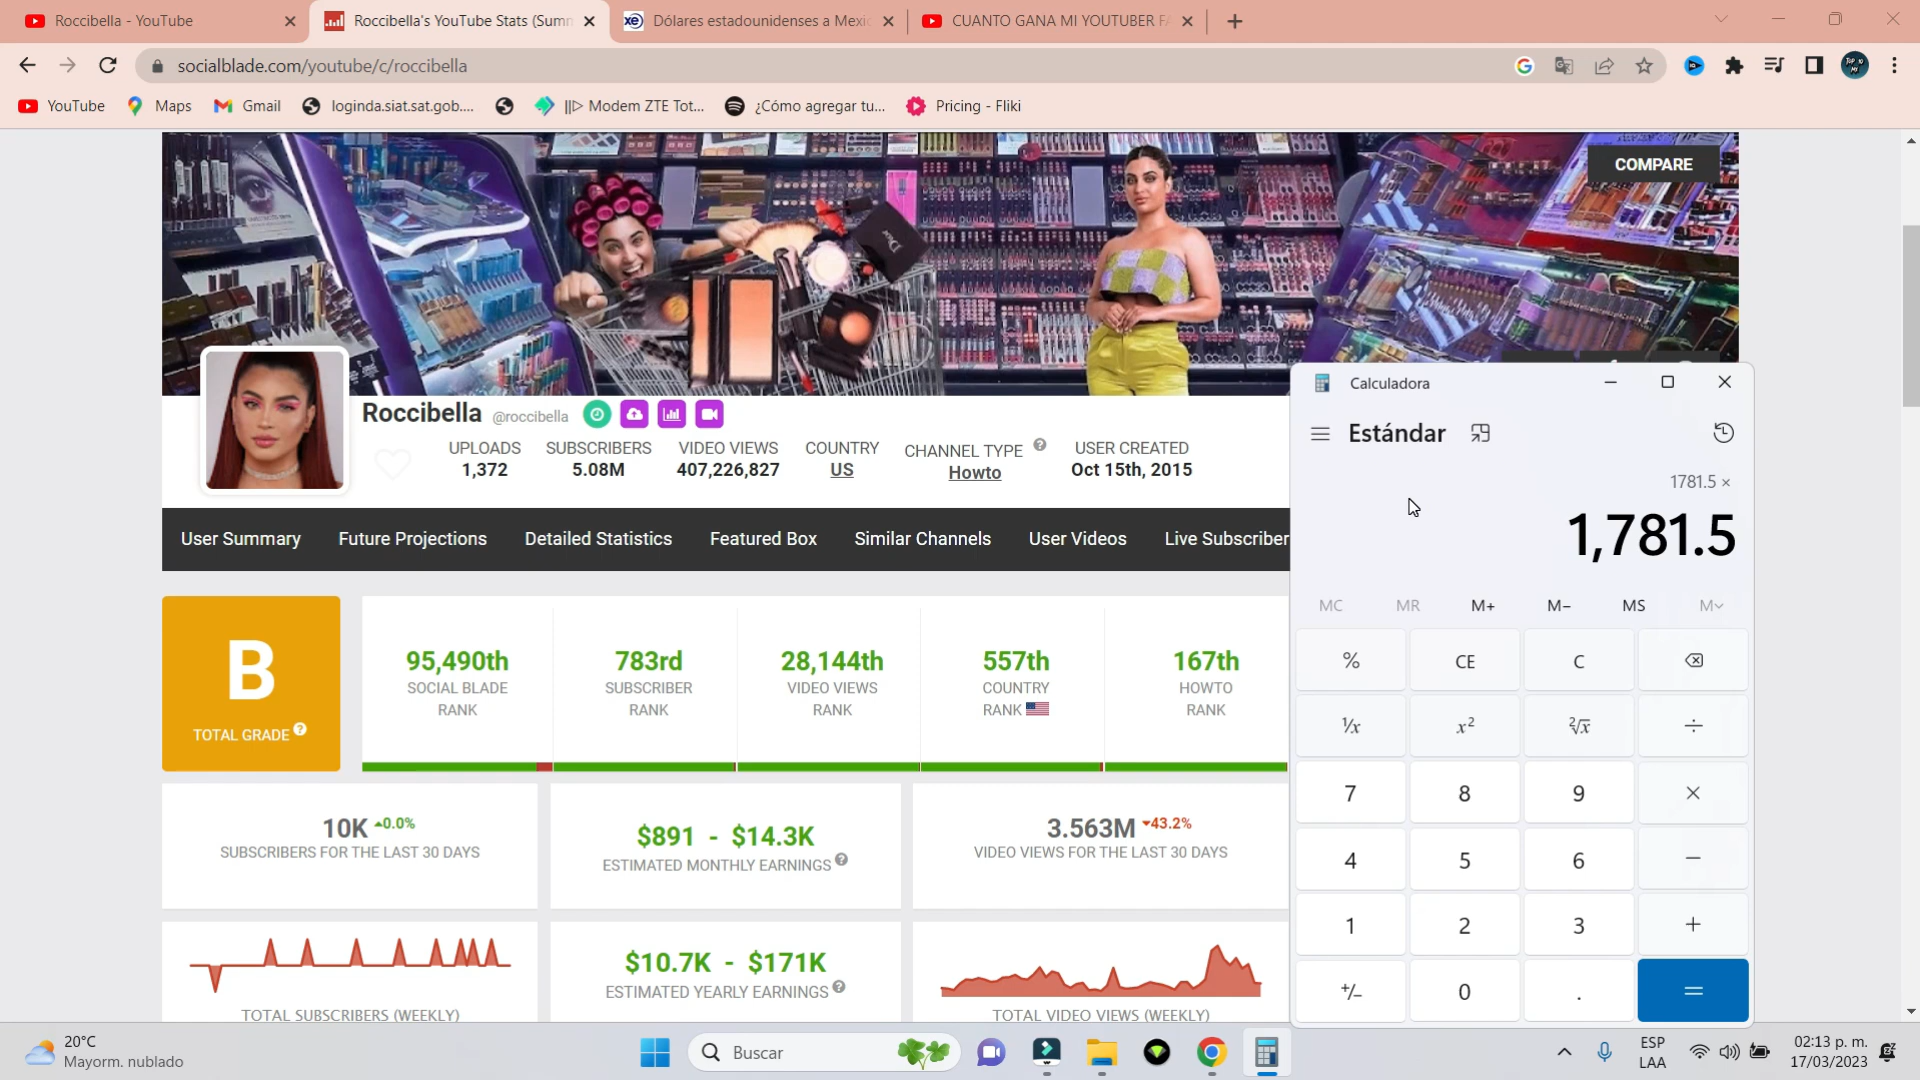 Roccibella - YouTube
Roccibella's YouTube Stats (Summ
Dólares estadounidenses a Mexic
CUANTO GANA MI YOUTUBER FA
socialblade.com/youtube/c/roccibella
YouTube
Maps
Gmail
loginda.siat.sat.gob....
||▷ Modem ZTE Tot...
¿Cómo agregar tu...
Pricing - Fliki
COMPARE
Dior
Calculadora
Roccibella @roccibella
Estándar
UPLOADS
SUBSCRIBERS
VIDEO VIEWS
COUNTRY
CHANNEL TYPE
USER CREATED
1,372
5.08M
407,226,827
US
Howto
Oct 15th, 2015
1781.5 ×
1,781.5
User Summary
Future Projections
Detailed Statistics
Featured Box
Similar Channels
User Videos
Live Subscriber
MC
MR
M+
M−
MS
M
B
TOTAL GRADE
95,490th
SOCIAL BLADE
RANK
783rd
SUBSCRIBER
RANK
28,144th
VIDEO VIEWS
RANK
557th
COUNTRY
RANK
167th
HOWTO
RANK
%
CE
C
⅟x
x²
²√x
÷
7
8
9
×
4
5
6
−
1
2
3
+
+/−
0
.
=
10K 0.0%
SUBSCRIBERS FOR THE LAST 30 DAYS
$891 - $14.3K
ESTIMATED MONTHLY EARNINGS
3.563M 43.2%
VIDEO VIEWS FOR THE LAST 30 DAYS
TOTAL SUBSCRIBERS (WEEKLY)
$10.7K - $171K
ESTIMATED YEARLY EARNINGS
TOTAL VIDEO VIEWS (WEEKLY)
20°C
Mayorm. nublado
Buscar
ESP
LAA
02:13 p. m.
17/03/2023